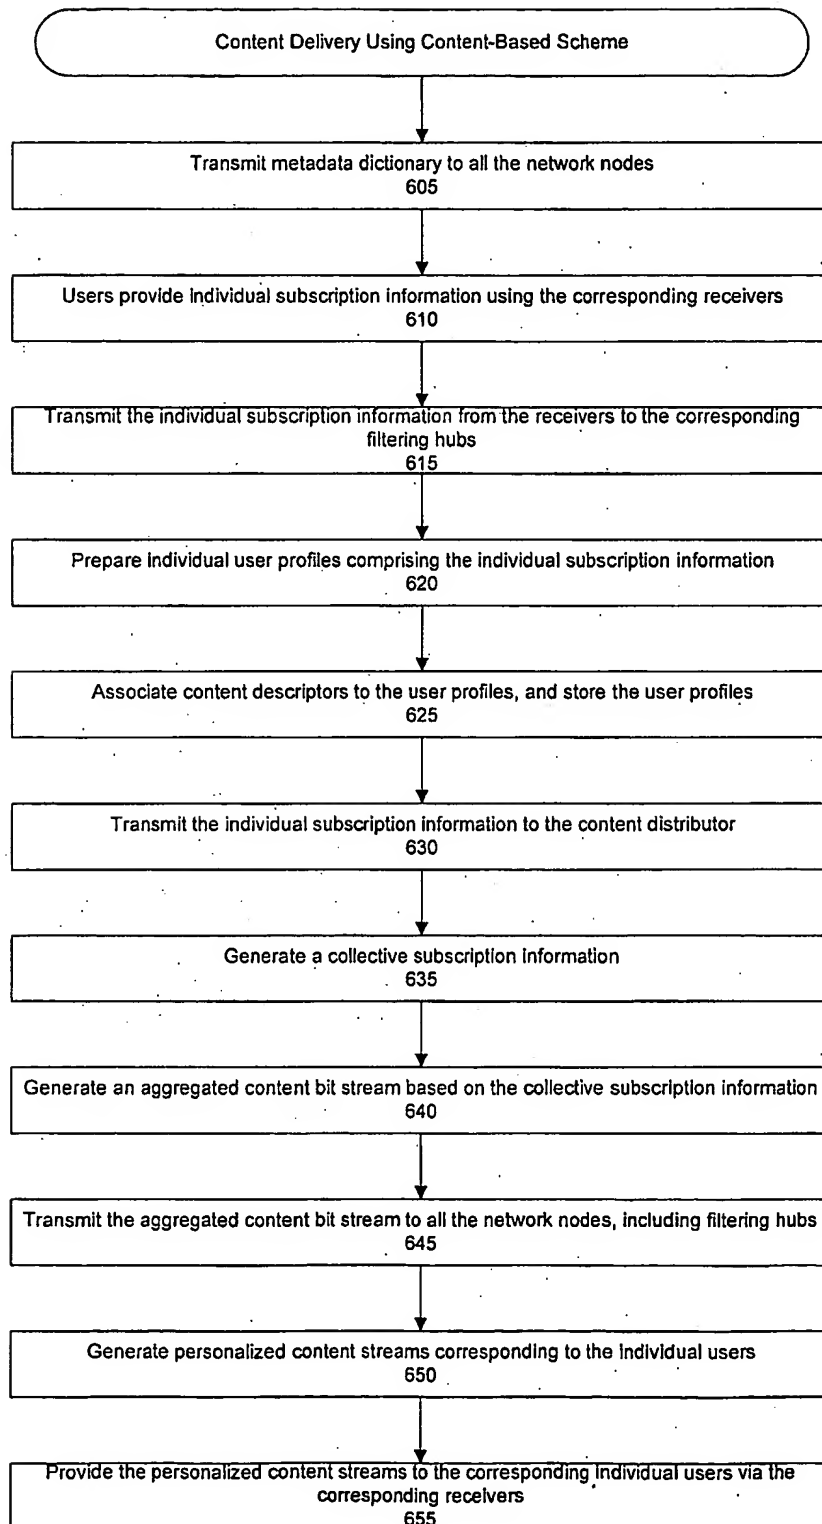 Content Delivery Using Content-Based Scheme
Transmit metadata dictionary to all the network nodes
605
Users provide individual subscription information using the corresponding receivers
610
Transmit the individual subscription information from the receivers to the corresponding
filtering hubs
615
Prepare individual user profiles comprising the individual subscription information
620
Associate content descriptors to the user profiles, and store the user profiles
625
Transmit the individual subscription information to the content distributor
630
Generate a collective subscription information
635
Generate an aggregated content bit stream based on the collective subscription information
640
Transmit the aggregated content bit stream to all the network nodes, including filtering hubs
645
Generate personalized content streams corresponding to the individual users
650
Provide the personalized content streams to the corresponding individual users via the
corresponding receivers
655